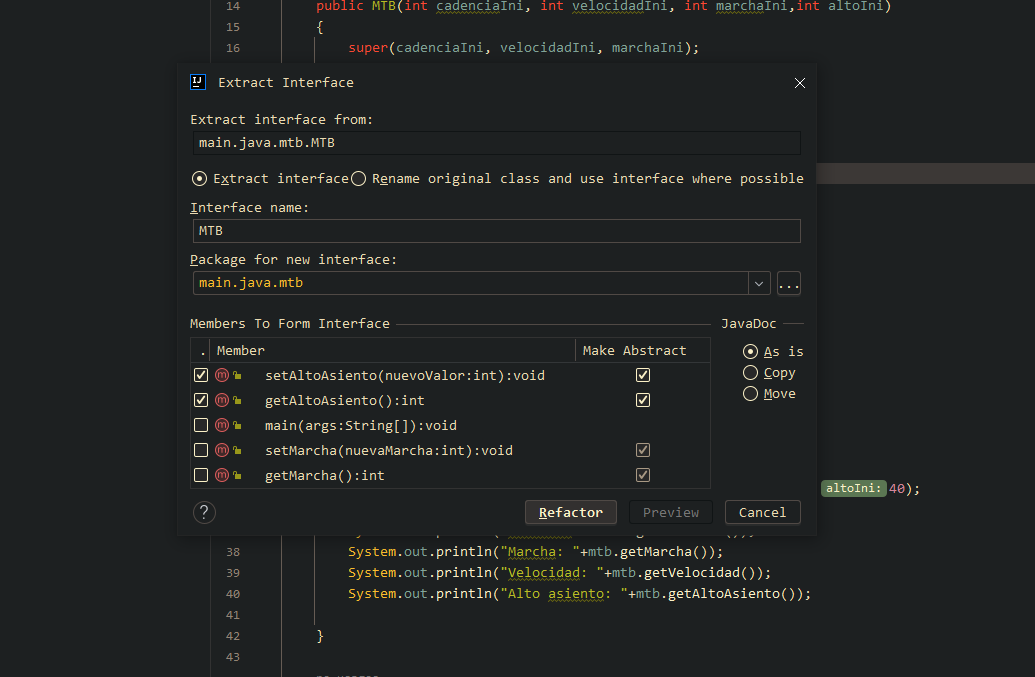 14 public MTB(int cadenciaIni, int velocidadIni, int marchaIni,int altoIni)
15 {
16 super(cadenciaIni, velocidadIni, marchaIni);
IJ Extract Interface
Extract interface from:
main.java.mtb.MTB
Extract interface Rename original class and use interface where possible
Interface name:
MTB
Package for new interface:
main.java.mtb ...
Members To Form Interface JavaDoc
. Member Make Abstract
As is
m setAltoAsiento(nuevoValor:int):void
Copy
Move
m getAltoAsiento():int
m main(args:String[]):void
m setMarcha(nuevaMarcha:int):void
m getMarcha():int
altoIni: 40);
? Refactor Preview Cancel
38 System.out.println("Marcha: "+mtb.getMarcha());
39 System.out.println("Velocidad: "+mtb.getVelocidad());
40 System.out.println("Alto asiento: "+mtb.getAltoAsiento());
41
42 }
43